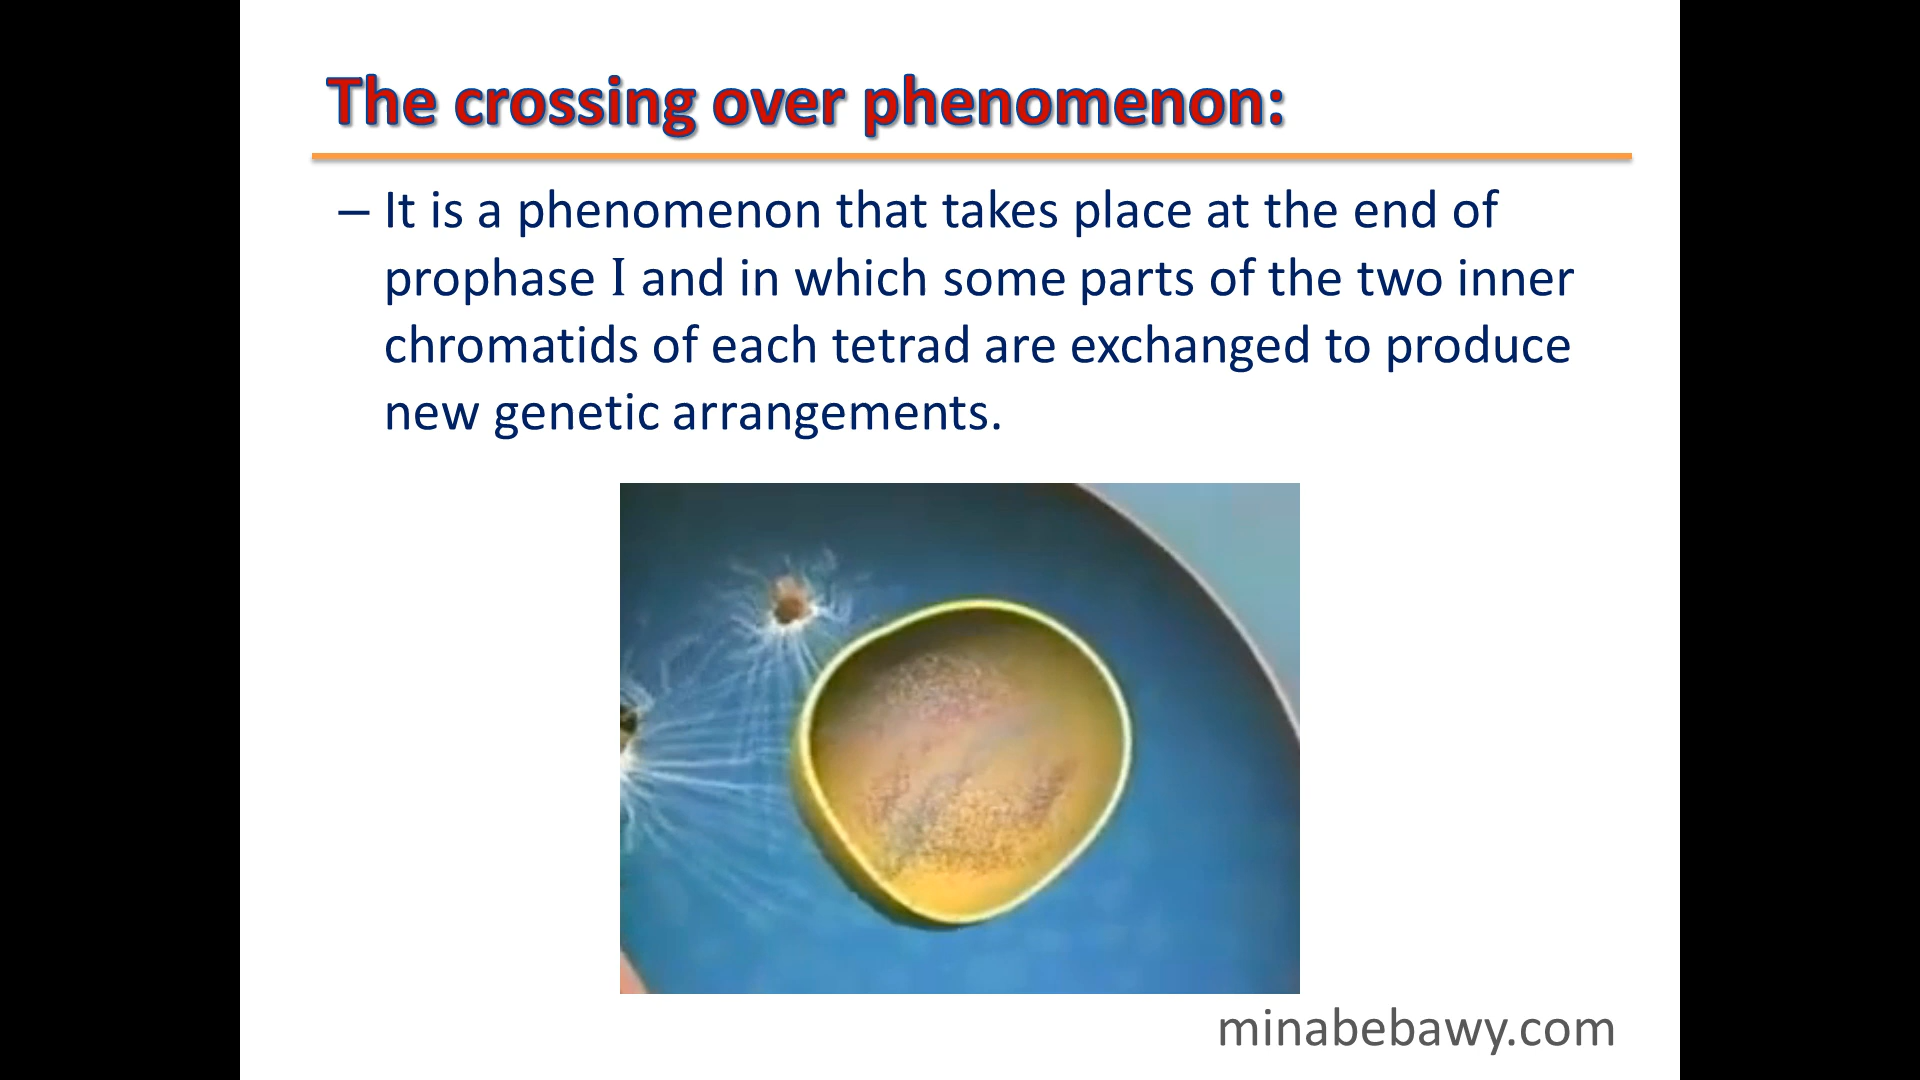 The crossing over phenomenon:
– It is a phenomenon that takes place at the end of
prophase I and in which some parts of the two inner
chromatids of each tetrad are exchanged to produce
new genetic arrangements.
minabebawy.com